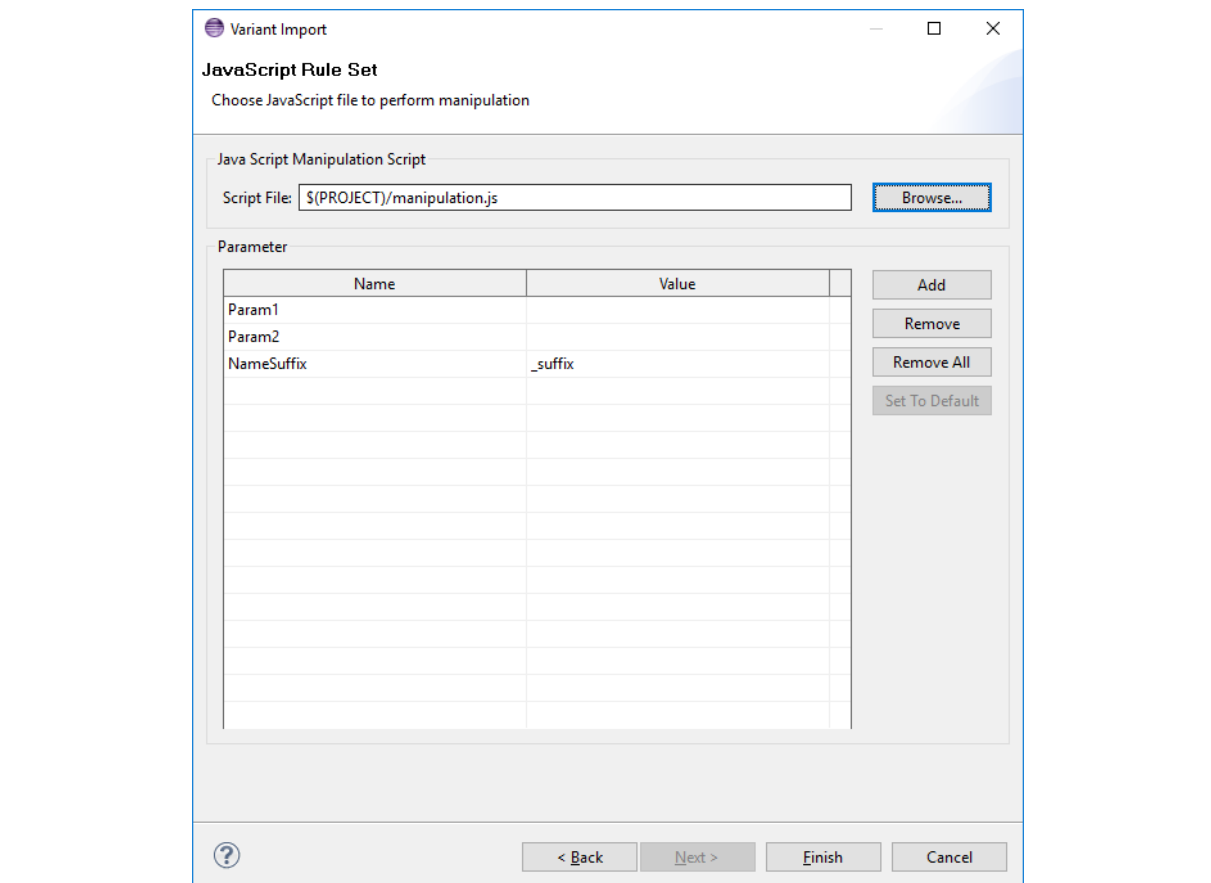 Variant Import
JavaScript Rule Set
Choose JavaScript file to perform manipulation
Java Script Manipulation Script
Script File: $(PROJECT)/manipulation.js Browse...
Parameter
Name Value Add
Param1
Param2 Remove
NameSuffix _suffix Remove All
Set To Default
? < Back Next > Finish Cancel